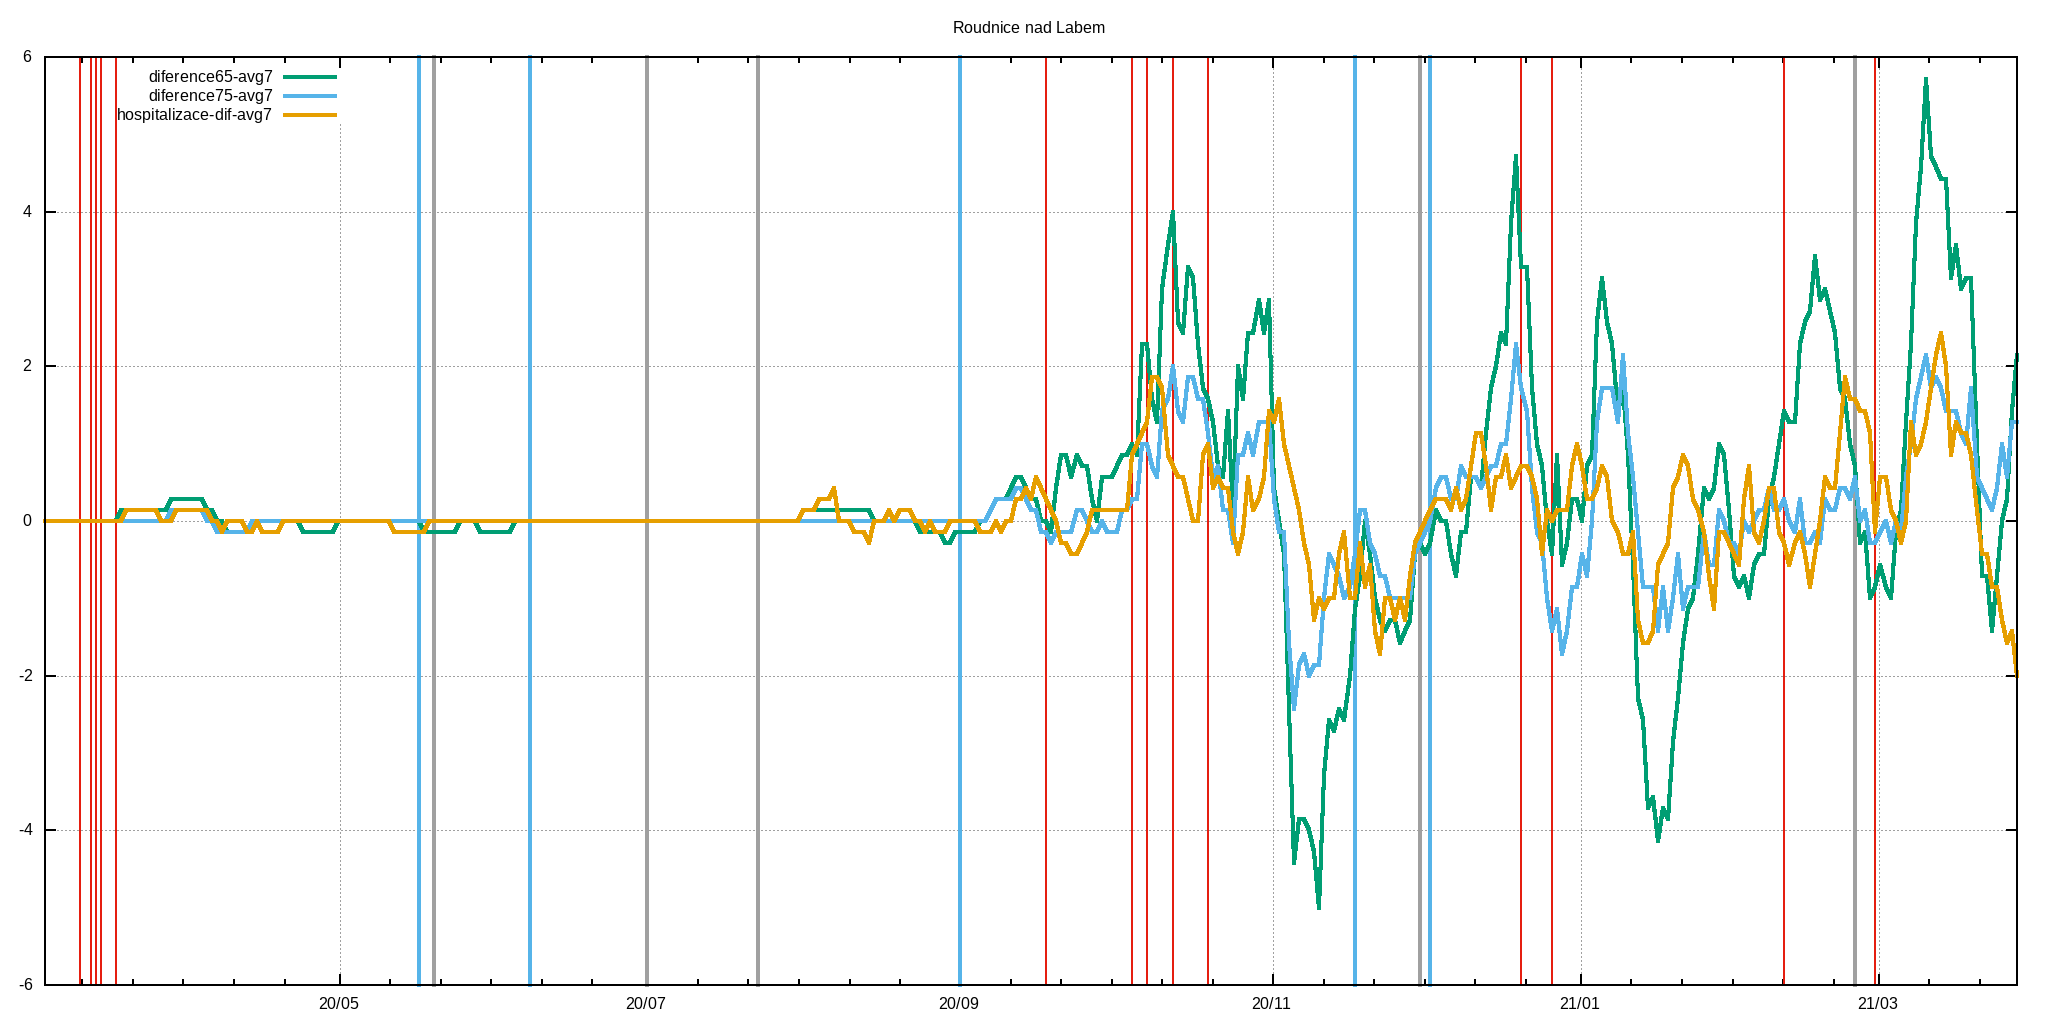 Roudnice nad Labem
6
diference65-avg7
diference75-avg7
hospitalizace-dif-avg7
4
2
0
-2
-4
-6
20/05 20/07 20/09 20/11 21/01 21/03